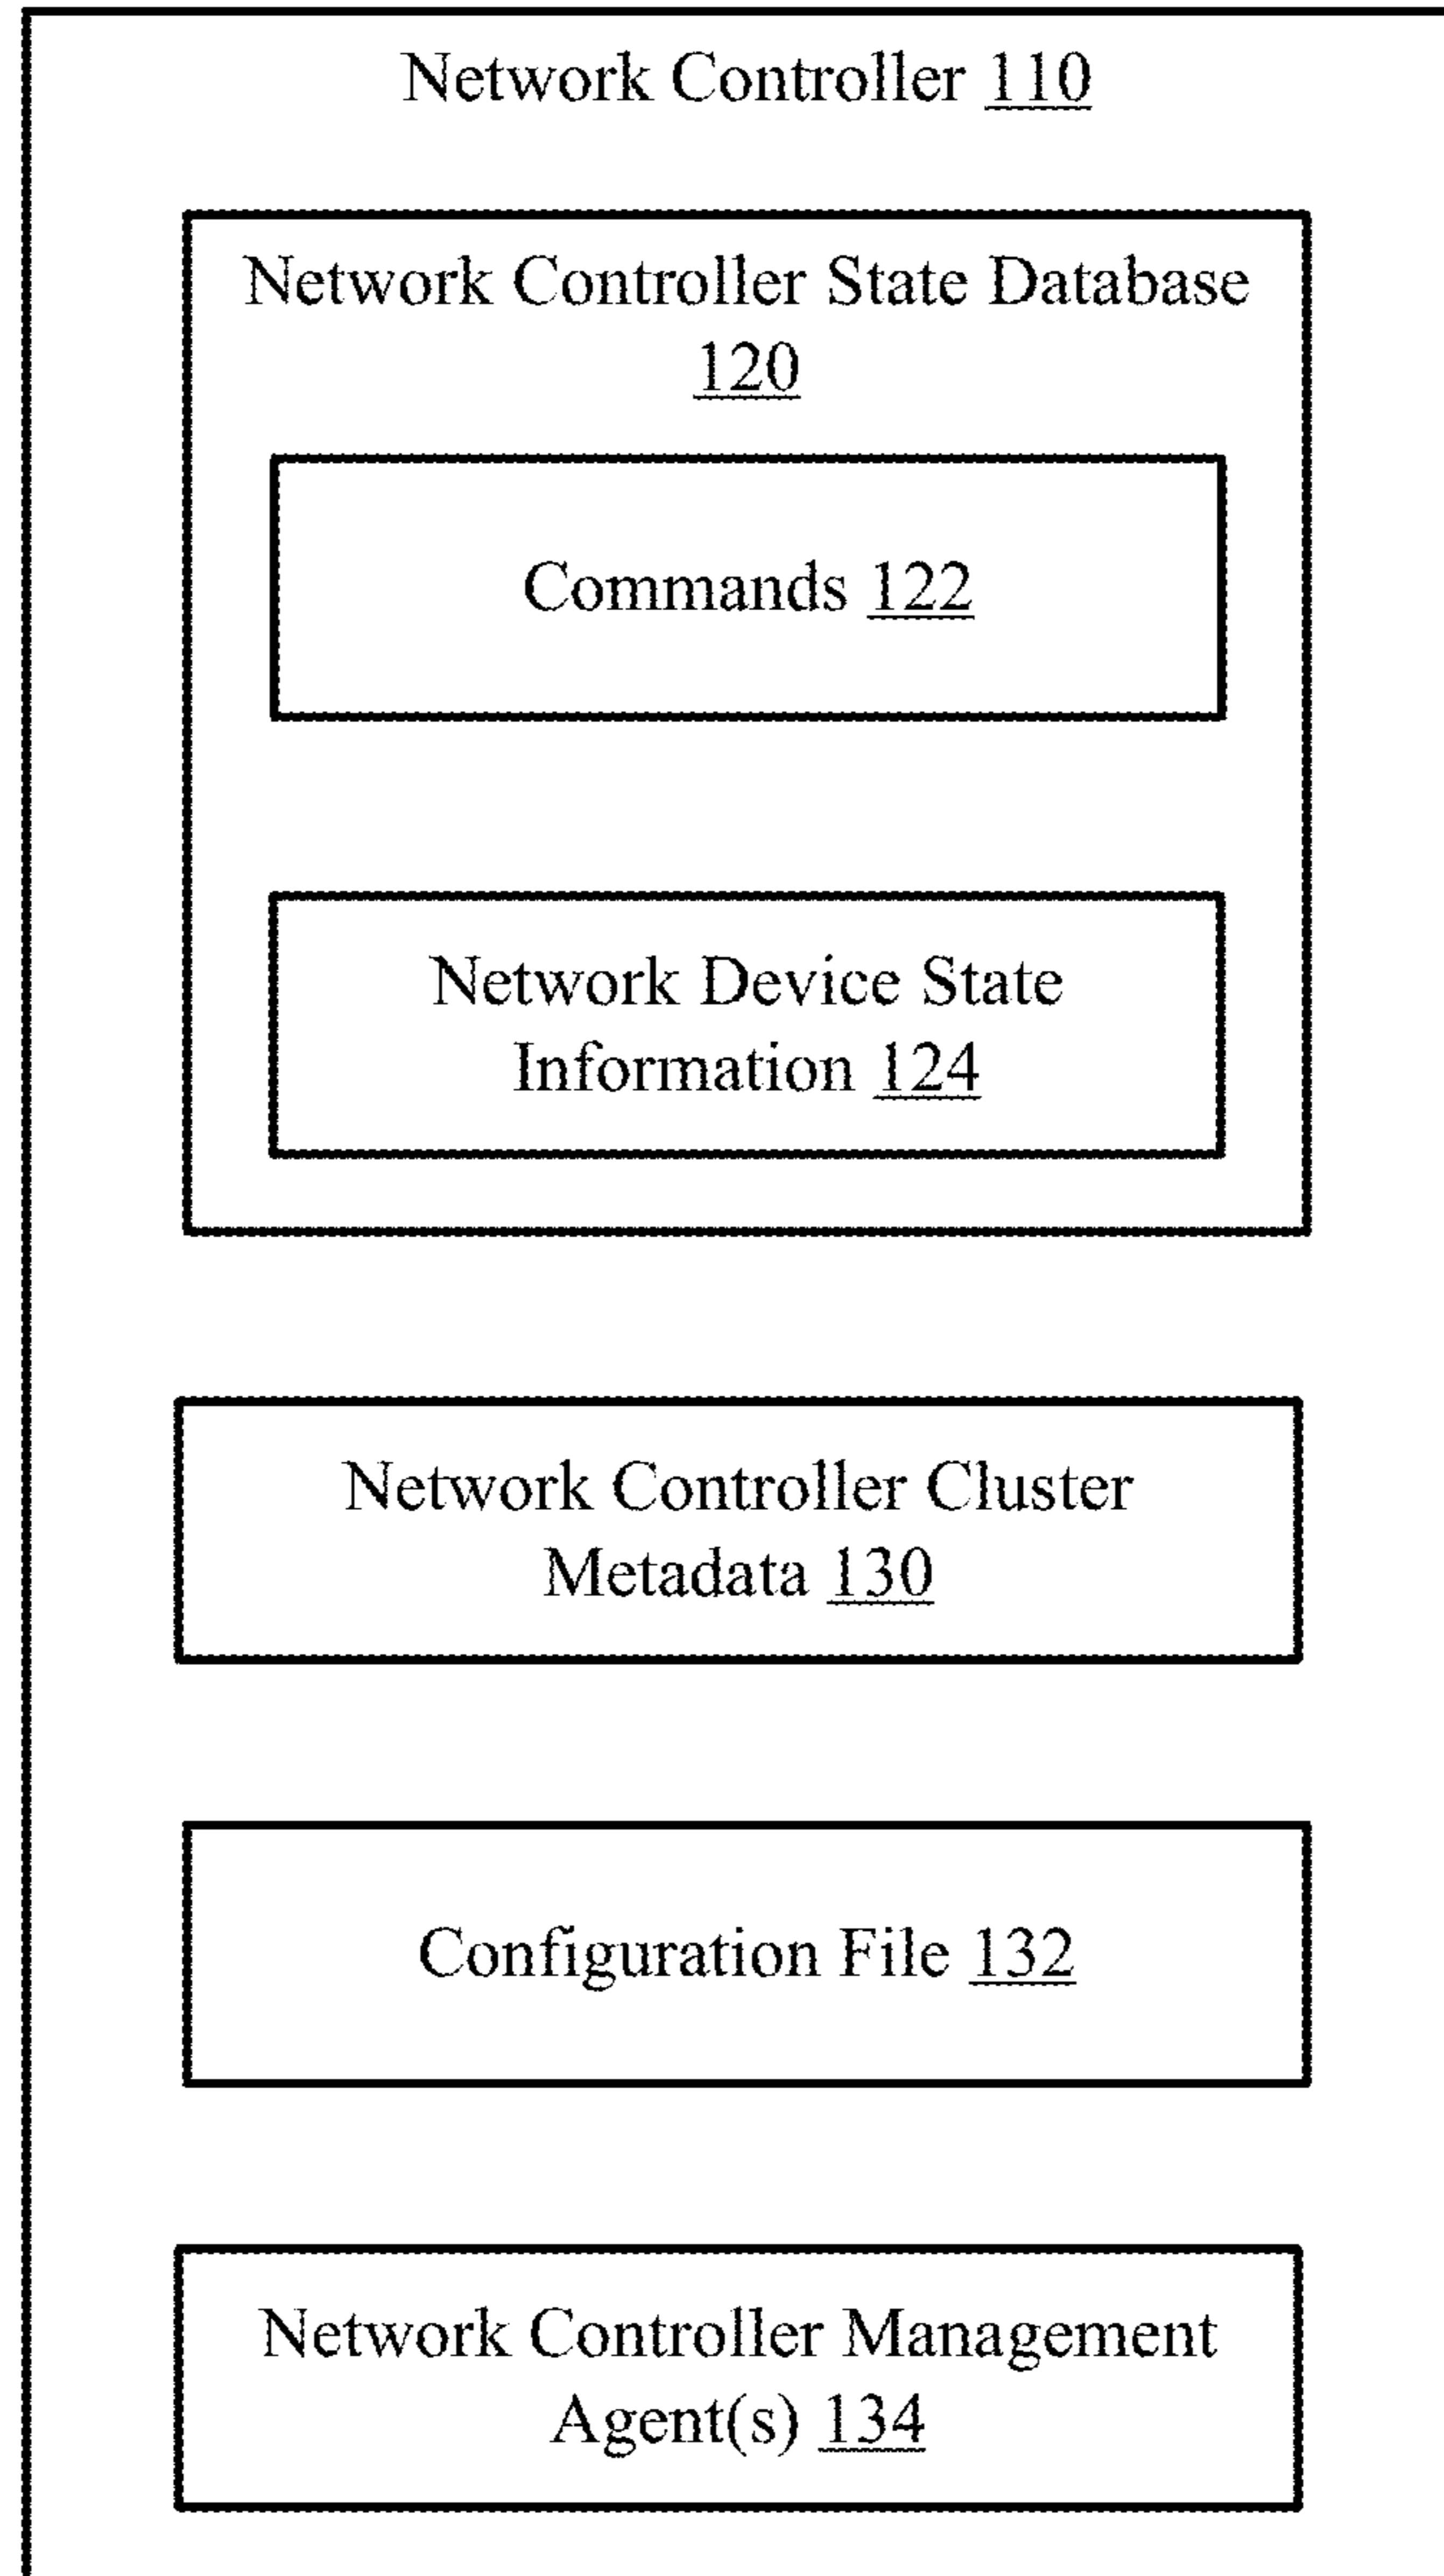 Network Controller 110
Network Controller State Database
120
Commands 122
Network Device State
Information 124
Network Controller Cluster
Metadata 130
Configuration File 132
Network Controller Management
Agent(s) 134